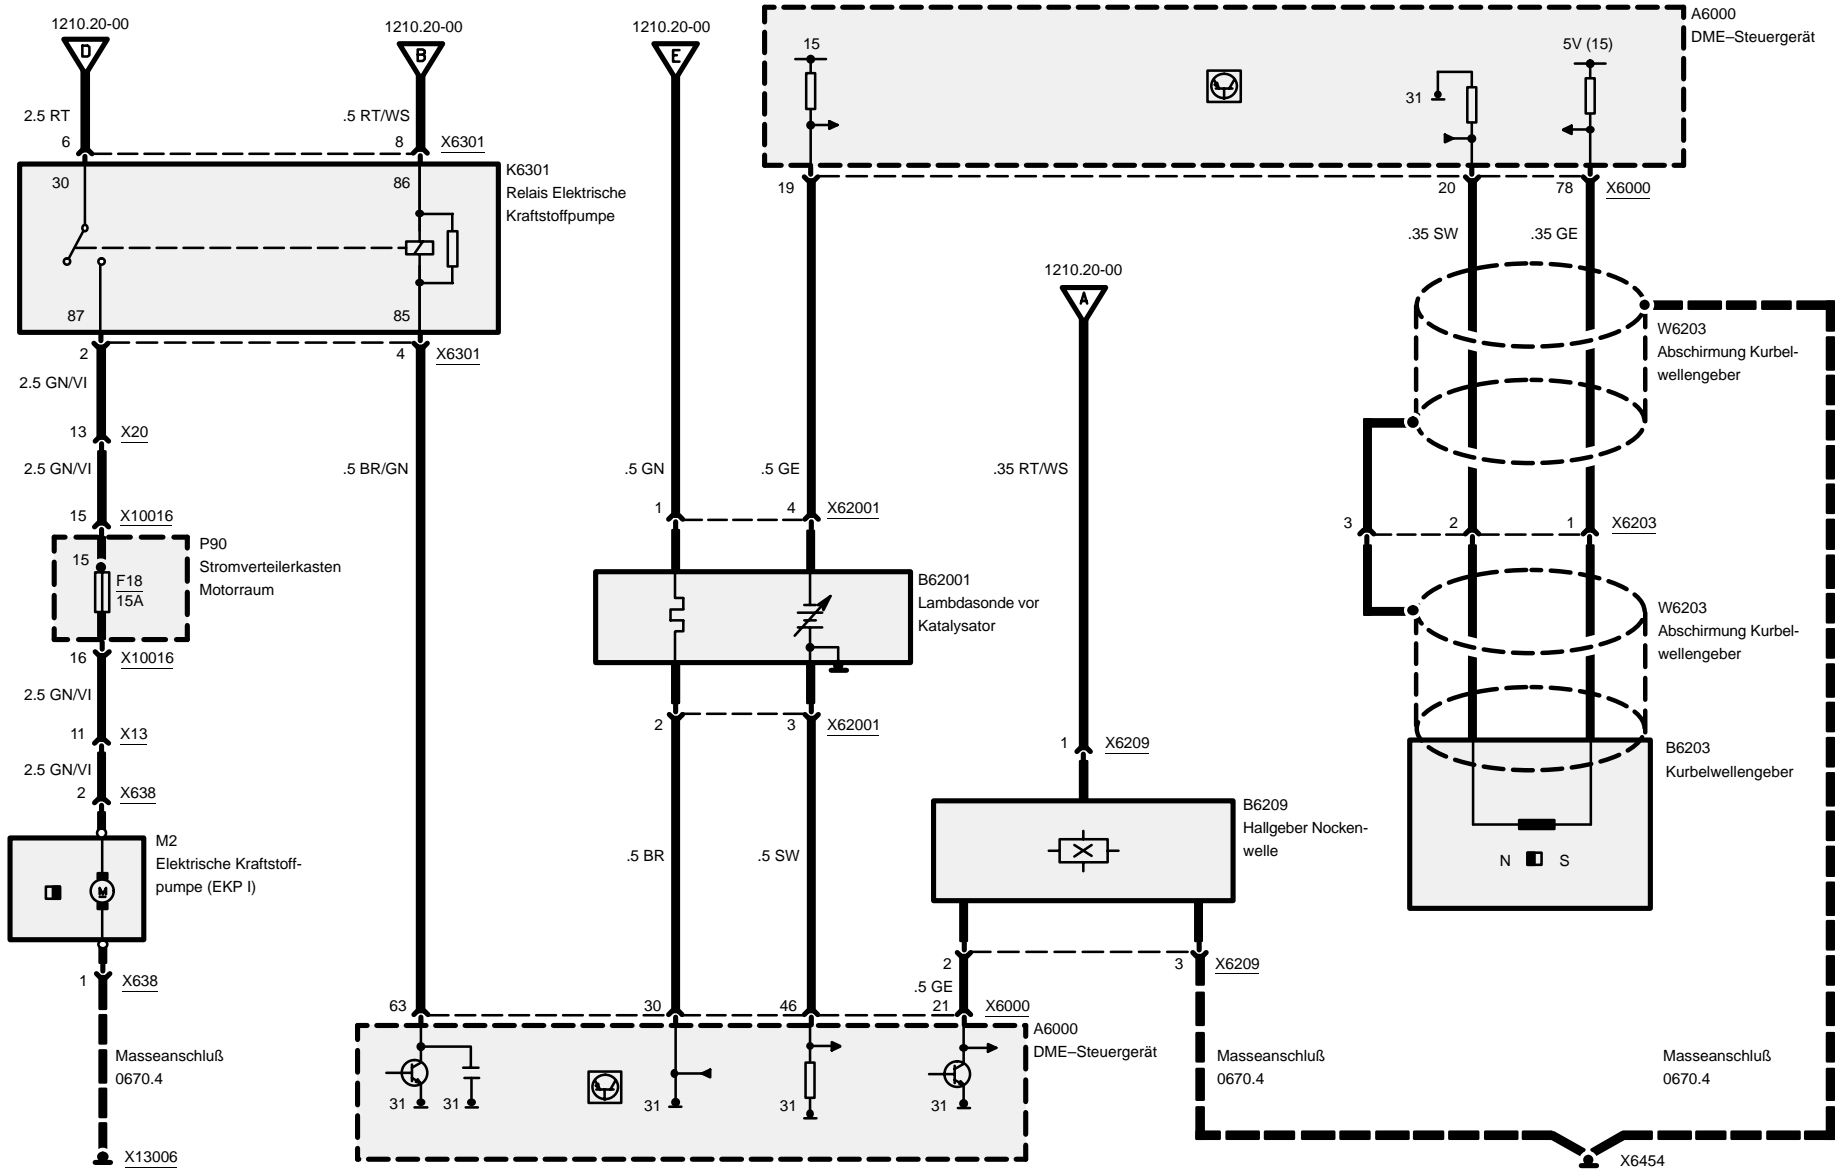 1210.20-00
1210.20-00
1210.20-00
D
B
E
2.5 RT
.5 RT/WS
6
8
X6301
K6301
Relais Elektrische
Kraftstoffpumpe
30
86
87
85
2
4
X6301
2.5 GN/VI
13
X20
2.5 GN/VI
.5 BR/GN
15
X10016
P90
Stromverteilerkasten
Motorraum
15
F18
15A
16
X10016
2.5 GN/VI
11
X13
2.5 GN/VI
2
X638
M2
Elektrische Kraftstoff-
pumpe (EKP I)
M
1
X638
Masseanschluß
0670.4
X13006
A6000
DME–Steuergerät
15
31
5V (15)
19
20
78
X6000
.35 SW
.35 GE
1210.20-00
A
W6203
Abschirmung Kurbel-
wellengeber
.5 GN
.5 GE
.35 RT/WS
1
4
X62001
3
2
1
X6203
B62001
Lambdasonde vor
Katalysator
W6203
Abschirmung Kurbel-
wellengeber
2
3
X62001
1
X6209
B6203
Kurbelwellengeber
N
S
B6209
Hallgeber Nocken-
welle
.5 BR
.5 SW
2
3
X6209
.5 GE
63
30
46
21
X6000
A6000
DME–Steuergerät
31
31
31
31
31
Masseanschluß
0670.4
Masseanschluß
0670.4
X6454